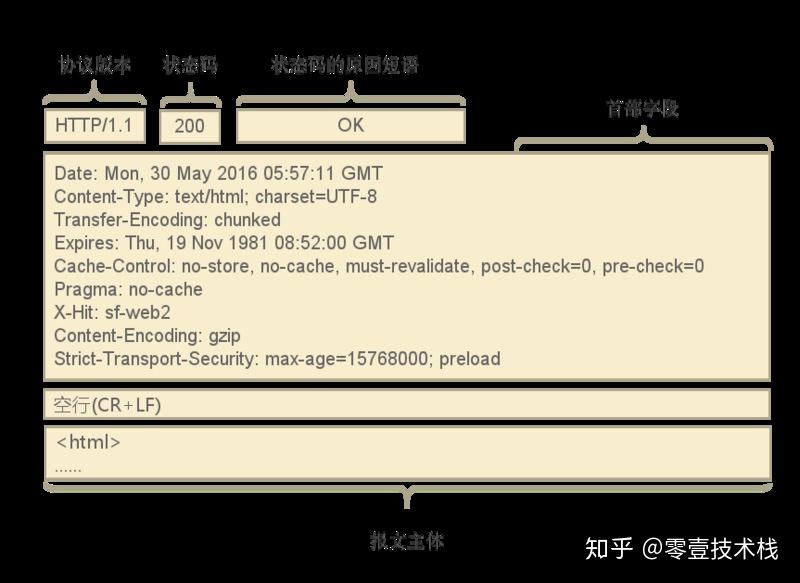 协议版本 状态码 状态码的原因短语
首部字段
HTTP/1.1 200 OK
Date: Mon, 30 May 2016 05:57:11 GMT
Content-Type: text/html; charset=UTF-8
Transfer-Encoding: chunked
Expires: Thu, 19 Nov 1981 08:52:00 GMT
Cache-Control: no-store, no-cache, must-revalidate, post-check=0, pre-check=0
Pragma: no-cache
X-Hit: sf-web2
Content-Encoding: gzip
Strict-Transport-Security: max-age=15768000; preload
空行(CR+LF)
<html>
......
报文主体
知乎 @零壹技术栈